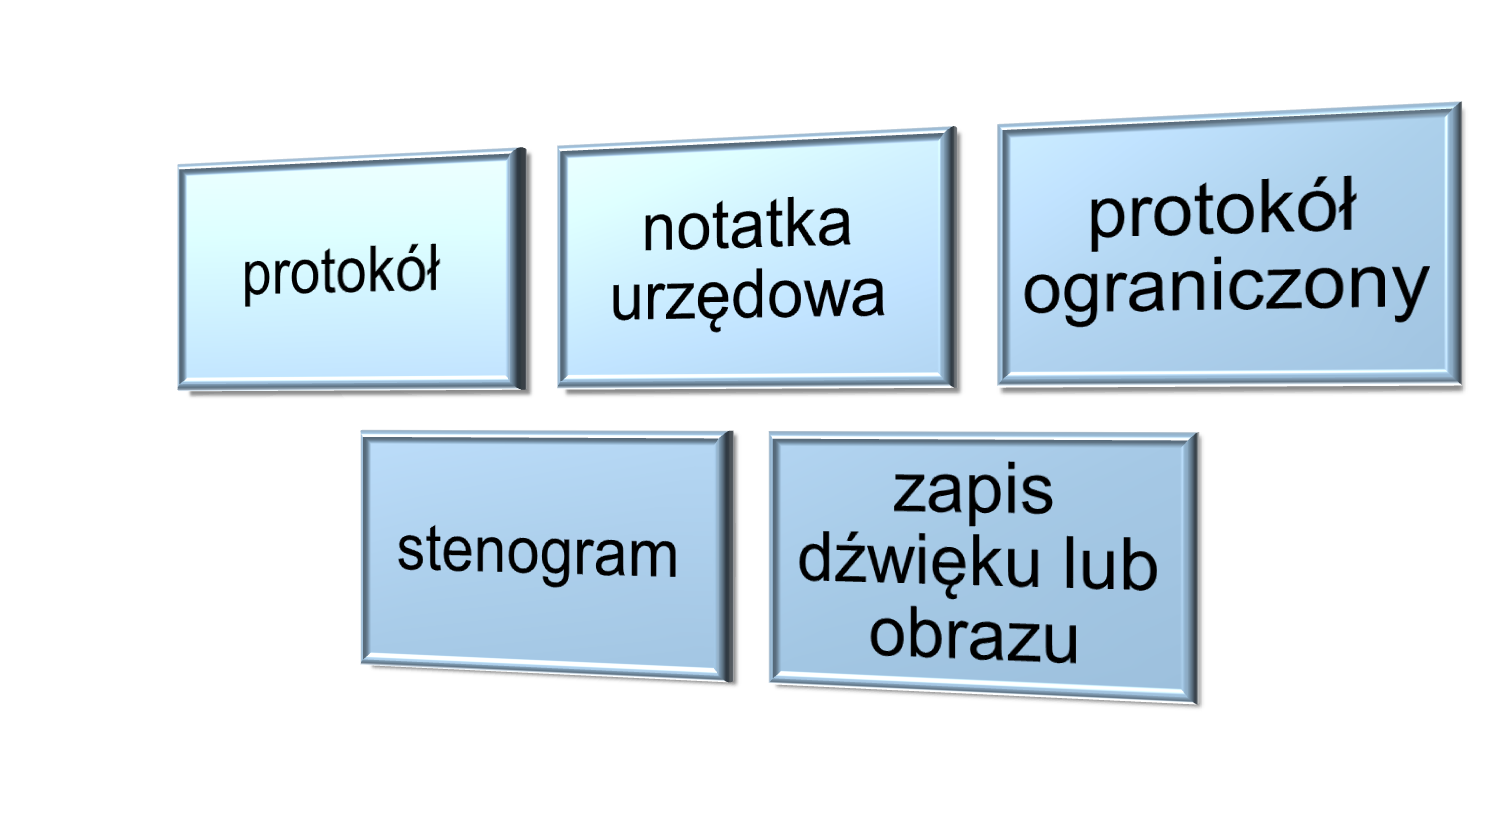 protokół
notatka
urzędowa
protokół
ograniczony
stenogram
zapis
dźwięku lub
obrazu